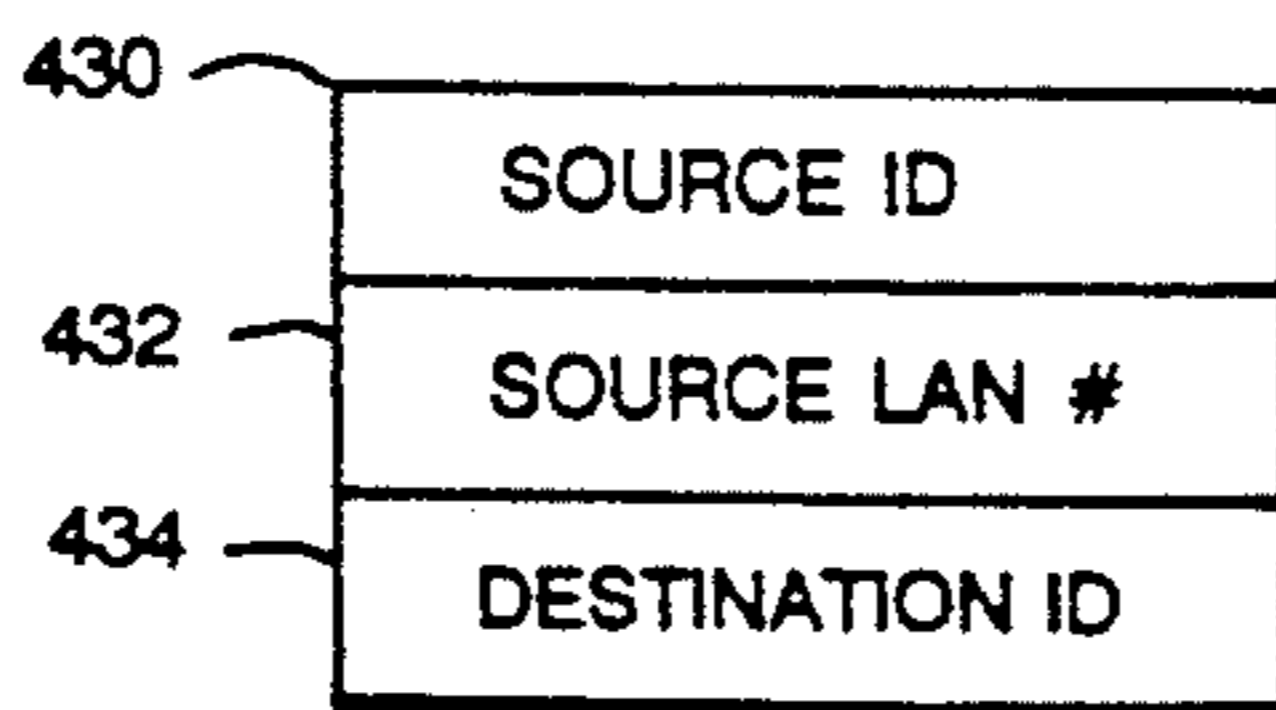 430
SOURCE ID
432
SOURCE LAN #
434
DESTINATION ID